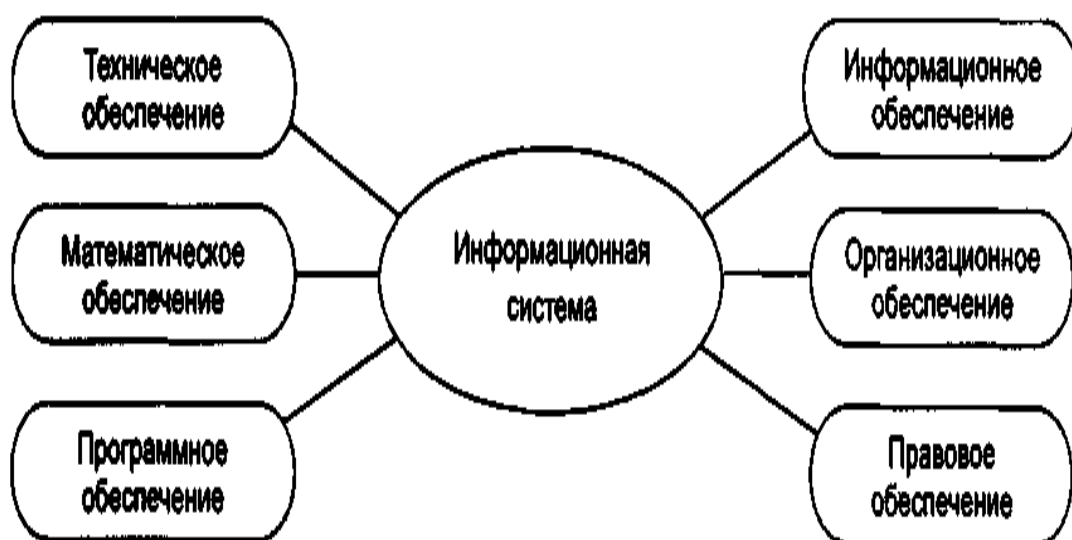 Техническое
обеспечение
Математическое
обеспечение
Программное
обеспечение
Информационная
система
Информационное
обеспечение
Организационное
обеспечение
Правовое
обеспечение